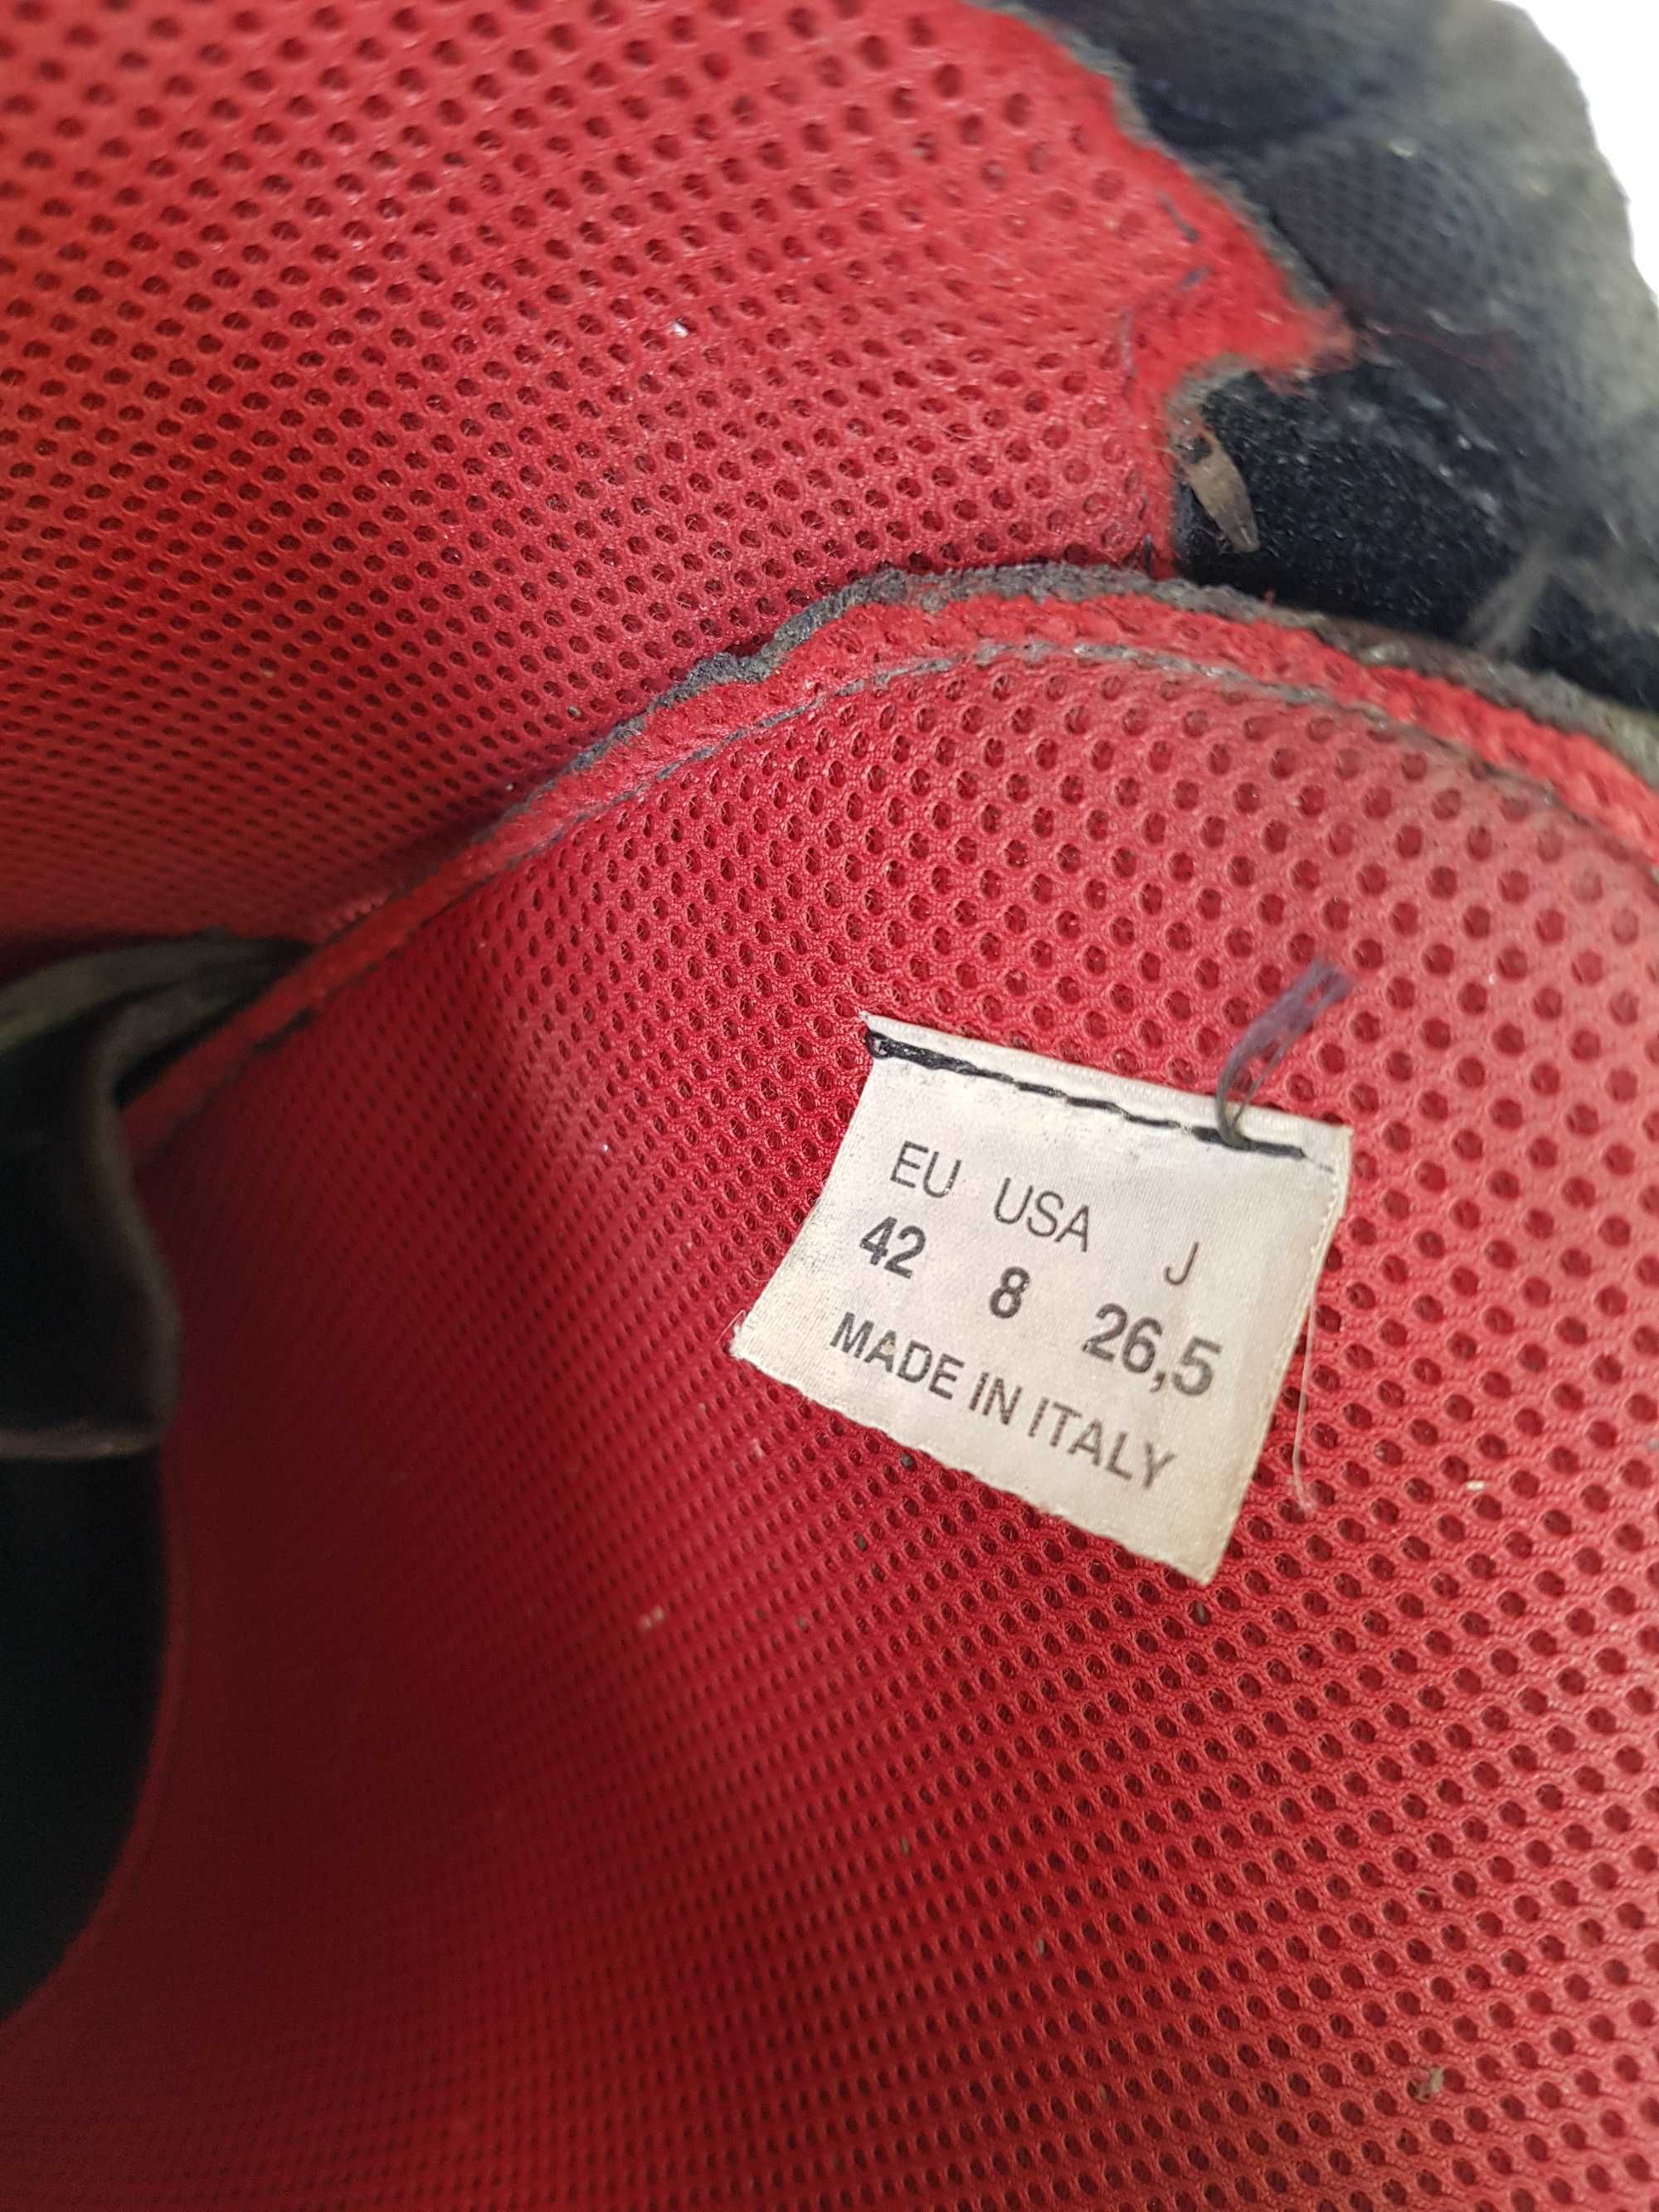 EU USA J
42 8 26,5
MADE IN ITALY